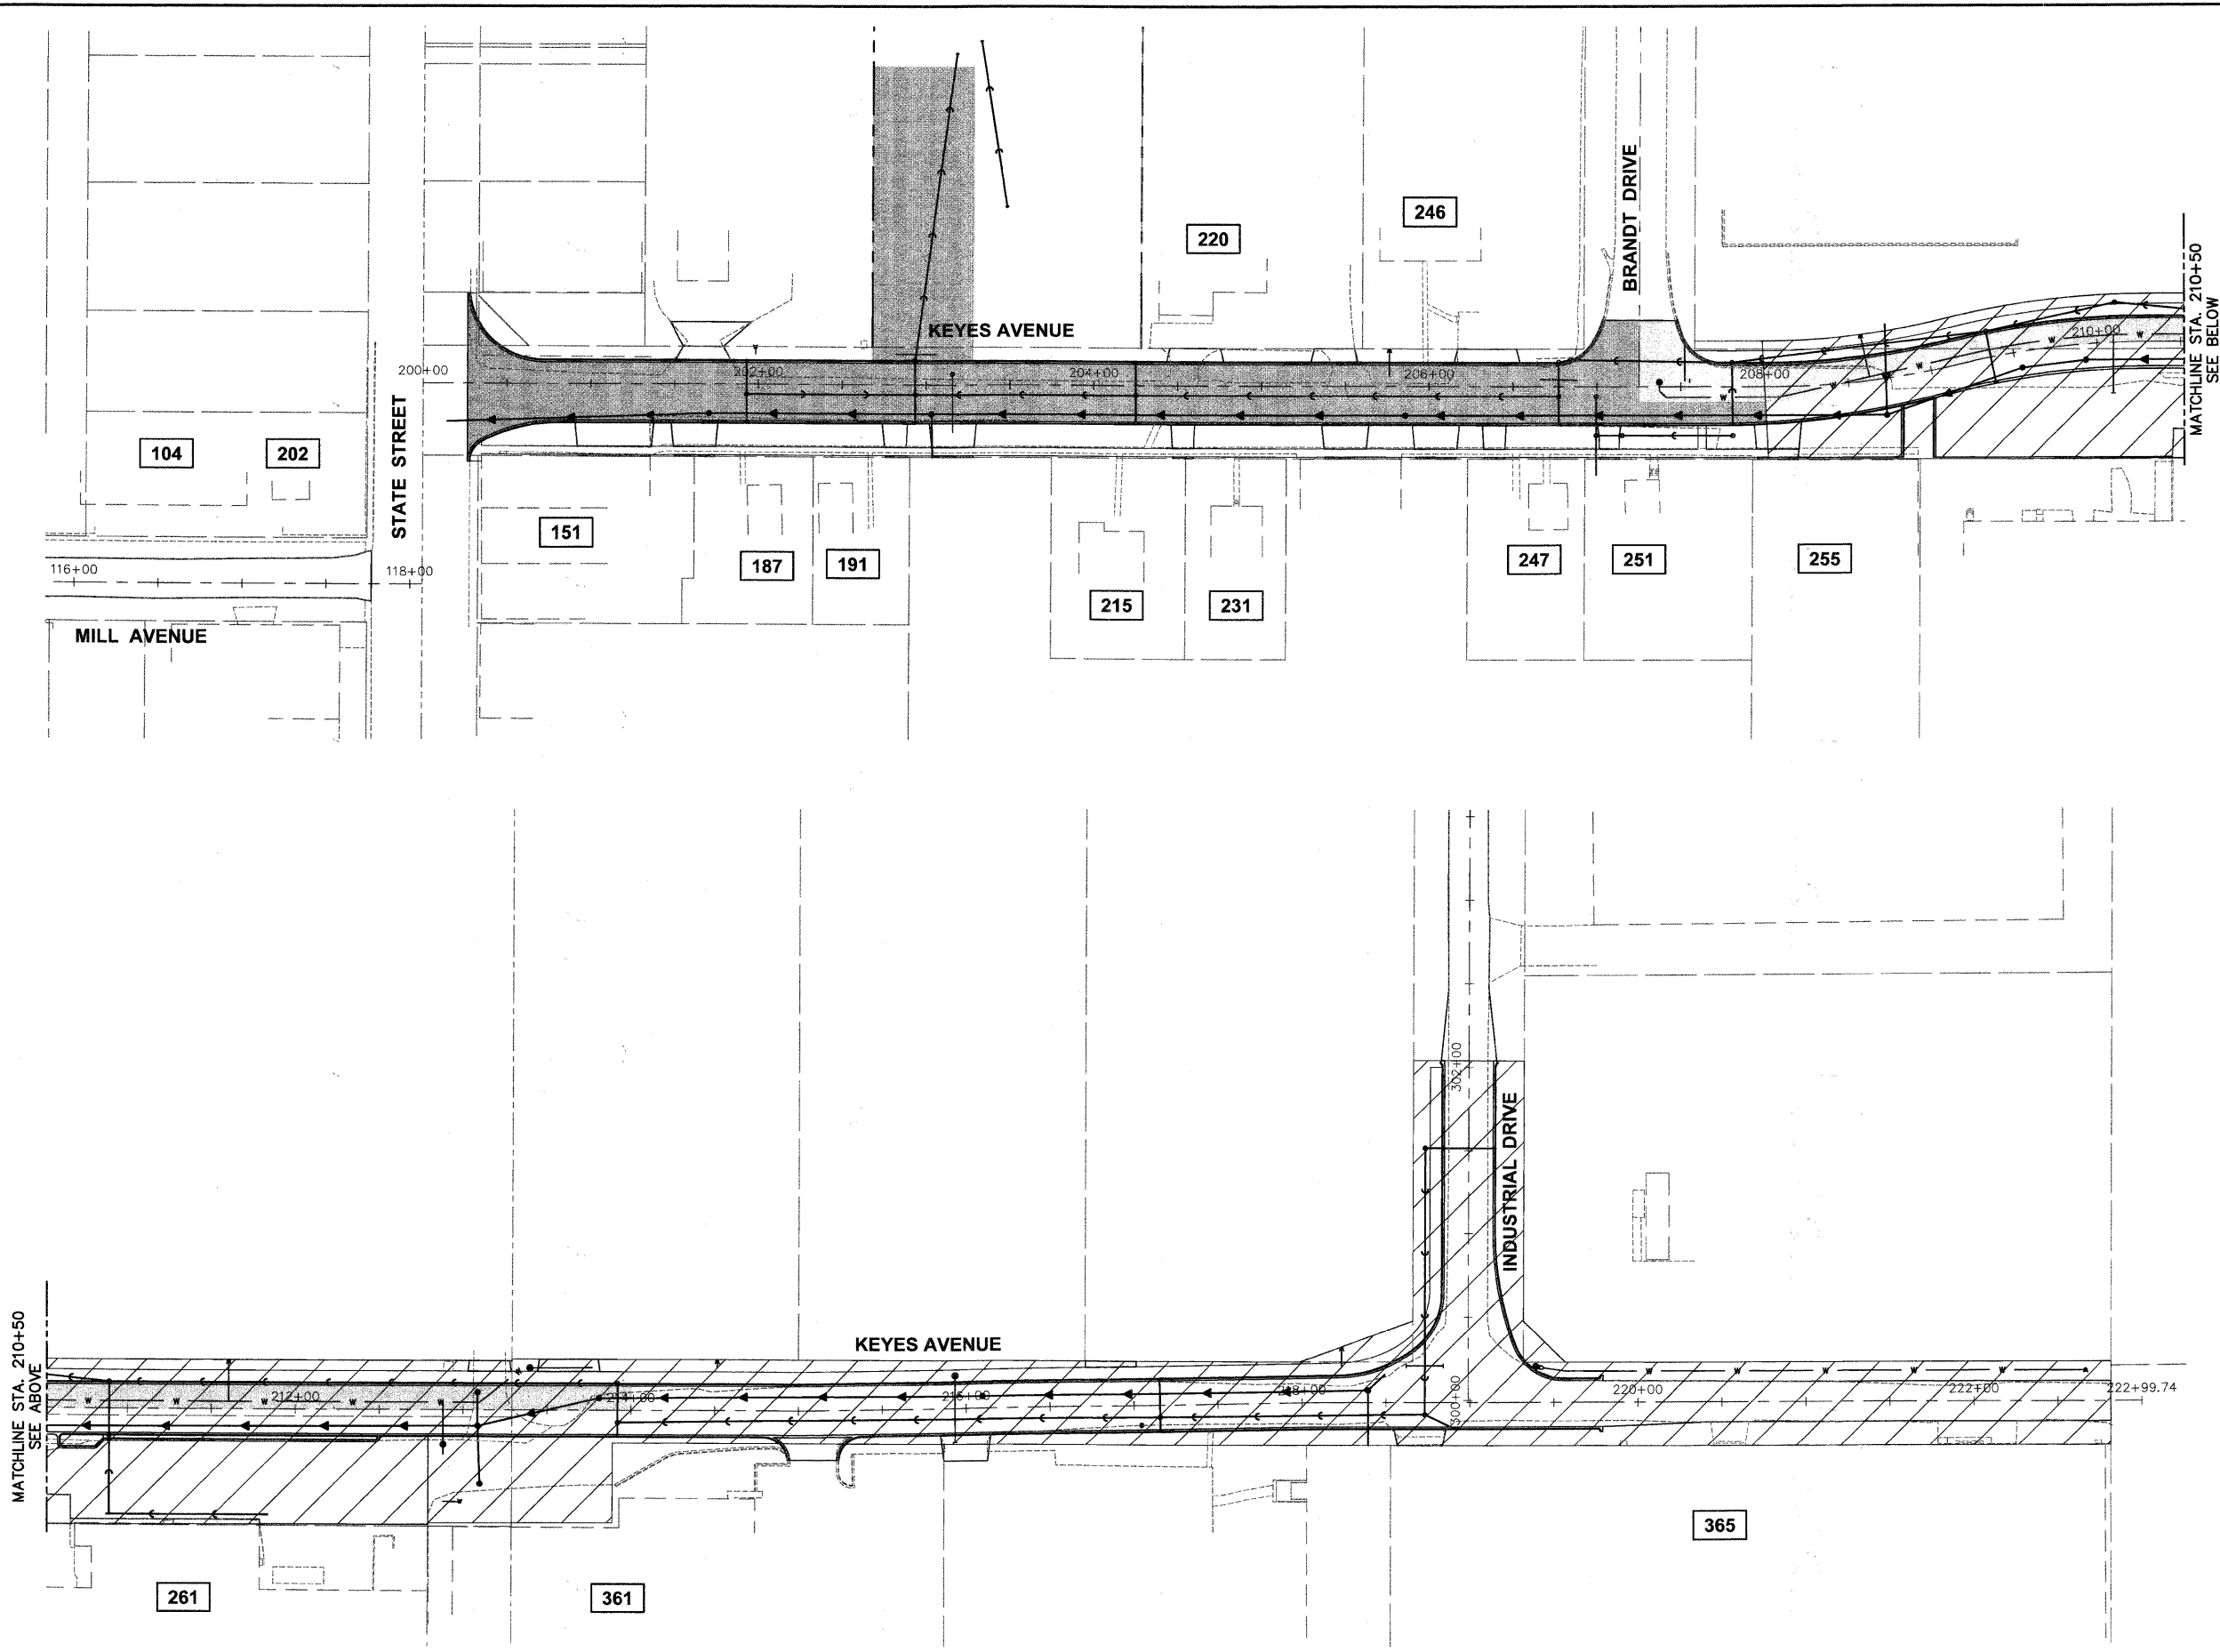 246
220
BRANDT DRIVE
MATCHLINE STA. 210+50
SEE BELOW
KEYES AVENUE
200+00
202+00
204+00
206+00
208+00
210+00
W
W
W
W
W
STATE STREET
104
202
151
187
191
215
231
247
251
255
116+00
118+00
MILL AVENUE
302+00
INDUSTRIAL DRIVE
MATCHLINE STA. 210+50
SEE ABOVE
KEYES AVENUE
W
W
W
W
W
W
W
W
W
W
212+00
214+00
216+00
218+00
300+00
220+00
222+00
222+99.74
365
261
361